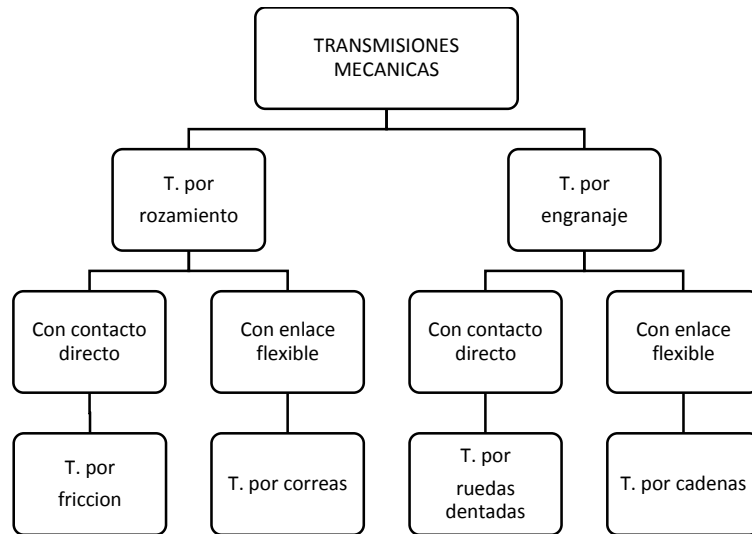 TRANSMISIONES
MECANICAS
T. por
rozamiento
T. por
engranaje
Con contacto
directo
Con enlace
flexible
Con contacto
directo
Con enlace
flexible
T. por
friccion
T. por correas
T. por
ruedas
dentadas
T. por cadenas